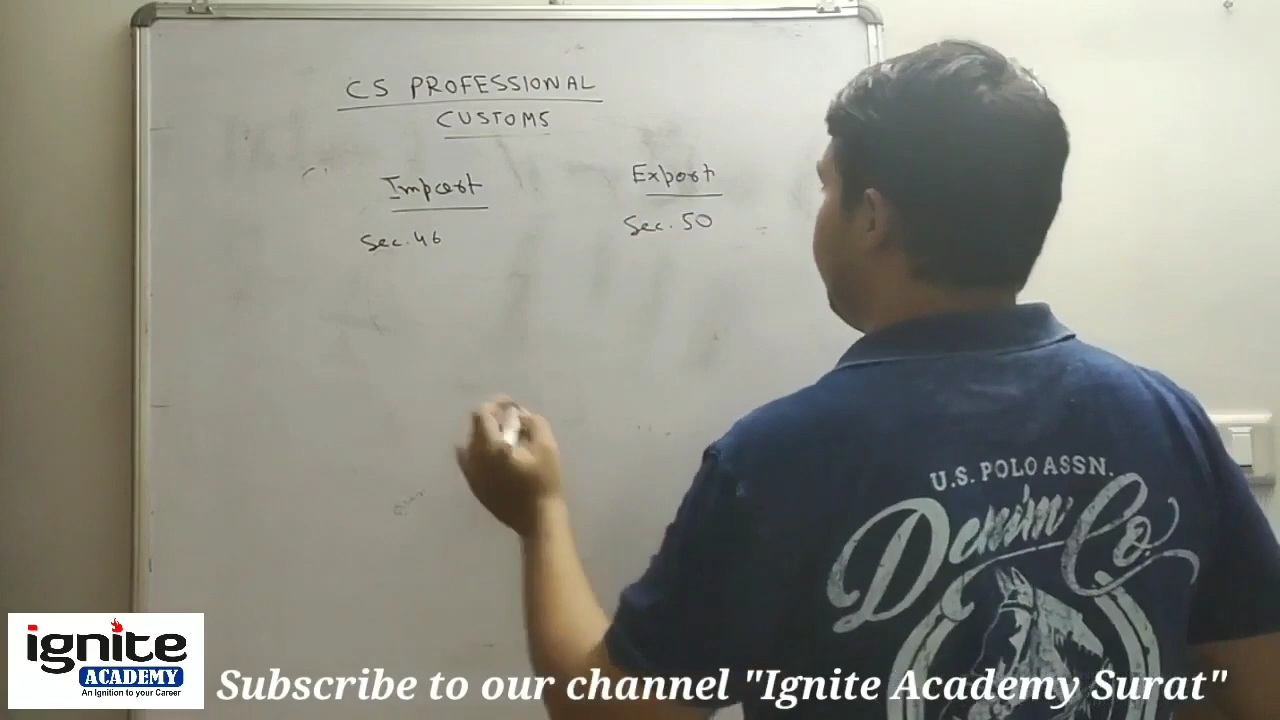 CS PROFESSIONAL
CUSTOMS
Import
Export
Sec. 46
Sec. 50
U.S. POLO ASSN.
Denim Co.
ignite
ACADEMY
An Ignition to your Career
Subscribe to our channel "Ignite Academy Surat"